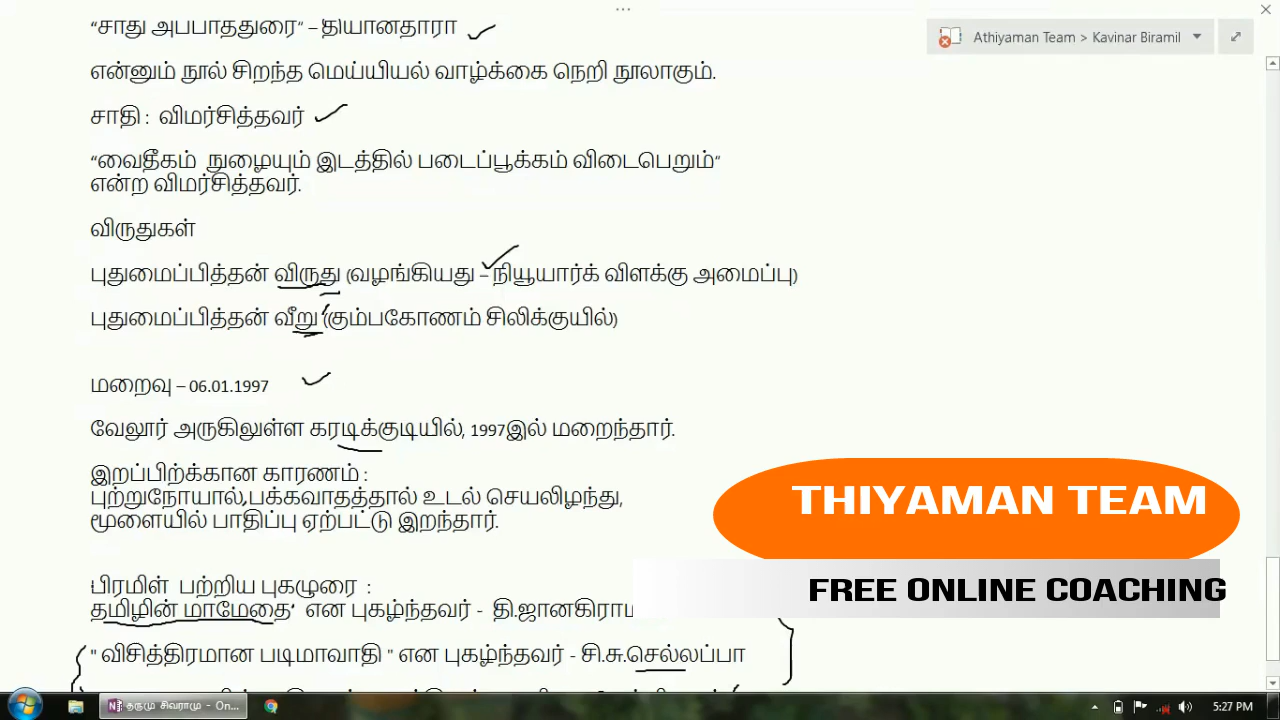 Athiyaman Team > Kavinar Biramil
“சாது அப்பாத்துரை” – தியானதாரா
என்னும் நூல் சிறந்த மெய்யியல் வாழ்க்கை நெறி நூலாகும்.
சாதி : விமர்சித்தவர்
“வைதீகம் நுழையும் இடத்தில் படைப்பூக்கம் விடைபெறும்”
என்ற விமர்சித்தவர்.
விருதுகள்
புதுமைப்பித்தன் விருது (வழங்கியது – நியூயார்க் விளக்கு அமைப்பு)
புதுமைப்பித்தன் வீறு (கும்பகோணம் சிலிக்குயில்)
மறைவு – 06.01.1997
வேலூர் அருகிலுள்ள கரடிக்குடியில், 1997இல் மறைந்தார்.
இறப்பிற்க்கான காரணம் :
புற்றுநோயால்,பக்கவாதத்தால் உடல் செயலிழந்து,
மூளையில் பாதிப்பு ஏற்பட்டு இறந்தார்.
THIYAMAN TEAM
FREE ONLINE COACHING
பிரமிள் பற்றிய புகழுரை :
தமிழின் மாமேதை’ என புகழ்ந்தவர் - தி.ஜானகிரா
" விசித்திரமான படிமாவாதி " என புகழ்ந்தவர் - சி.சு.செல்லப்பா
தருமு சிவராமு - On...
5:27 PM